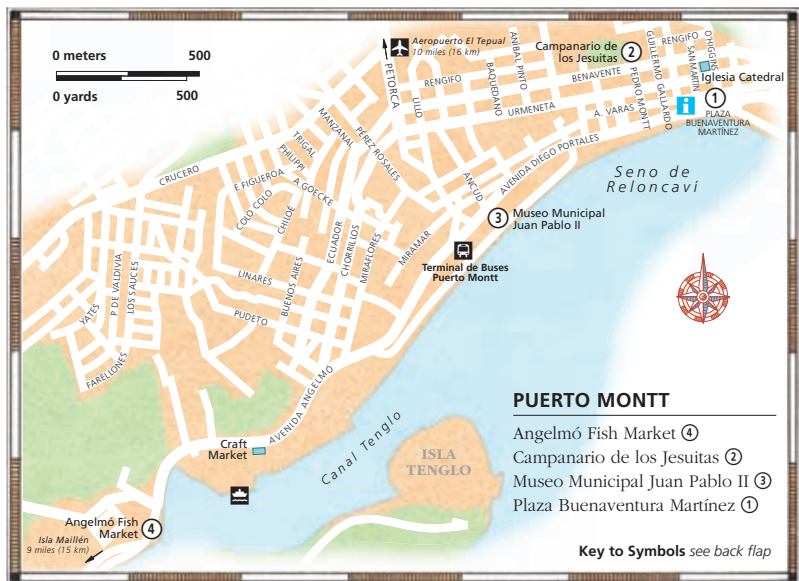 0 meters 500
0 yards 500
Aeropuerto El Tepual
10 miles (16 km)
PETORCA
Campanario de
los Jesuitas
2
RENGIFO
O'HIGGINS
SAN MARTIN
GUILLERMO GALLARDO
Iglesia Catedral
1
PLAZA
BUENAVENTURA
MARTÍNEZ
ANÍBAL PINTO
BAQUEDANO
RENGIFO
LILLO
BENAVENTE
PEDRO MONTT
URMENETA
A. VARAS
i
MANZANAL
TRIGAL
PHILIPPI
PÉREZ ROSALES
AVENIDA DIEGO PORTALES
Seno de
Reloncaví
CRUCERO
E FIGUEROA
A GOECKE
COLO COLO
CHILOÉ
ANCUD
3
Museo Municipal
Juan Pablo II
ECUADOR
CHORRILLOS
MIRAFLORES
MIRAMAR
Terminal de Buses
Puerto Montt
P DE VALDIVIA
LOS SAUCES
YATES
FARELLONES
LINARES
BUENOS AIRES
PUDETO
AVENIDA ANGELMÓ
Craft
Market
Canal Tenglo
ISLA
TENGLO
Angelmó Fish
Market
4
Isla Maillén
9 miles (15 km)
PUERTO MONTT
Angelmó Fish Market 4
Campanario de los Jesuitas 2
Museo Municipal Juan Pablo II 3
Plaza Buenaventura Martínez 1
Key to Symbols see back flap